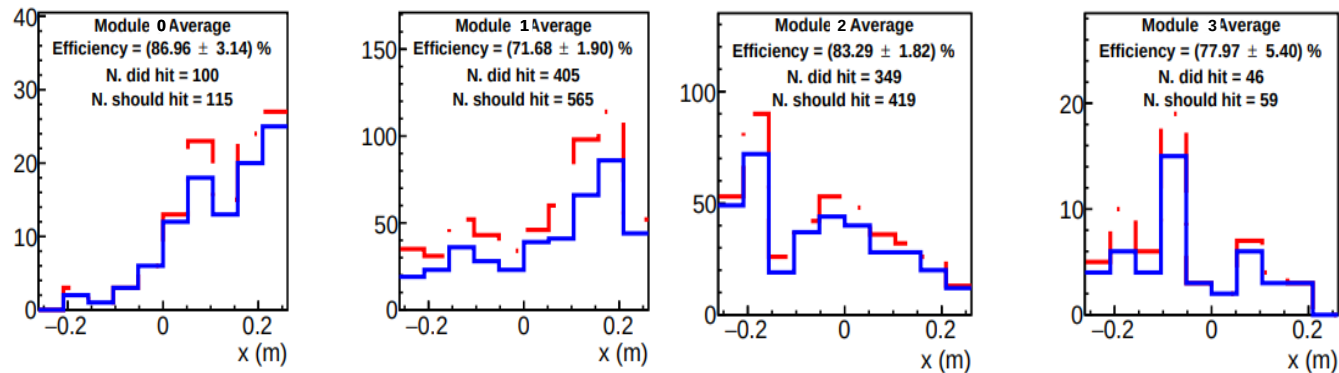 Module 0 Average
Efficiency = (86.96 ± 3.14) %
N. did hit = 100
N. should hit = 115
40
30
20
10
0
−0.2 0 0.2
x (m)
Module 1 Average
Efficiency = (71.68 ± 1.90) %
N. did hit = 405
N. should hit = 565
150
100
50
0
−0.2 0 0.2
x (m)
Module 2 Average
Efficiency = (83.29 ± 1.82) %
N. did hit = 349
N. should hit = 419
100
50
0
−0.2 0 0.2
x (m)
Module 3 Average
Efficiency = (77.97 ± 5.40) %
N. did hit = 46
N. should hit = 59
20
10
0
−0.2 0 0.2
x (m)